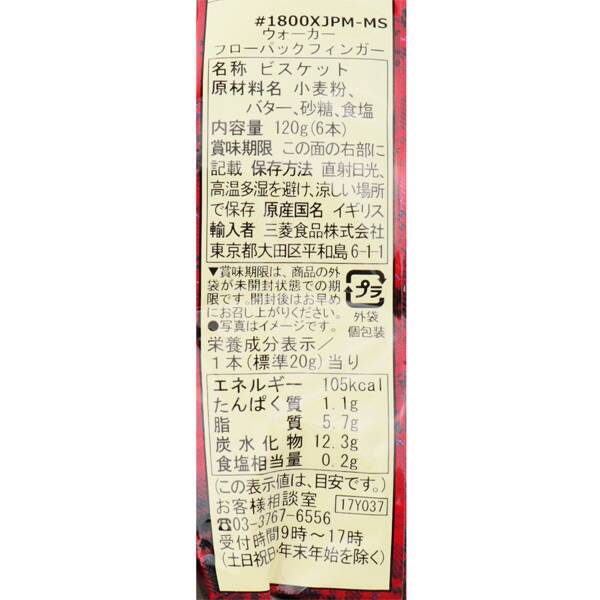 #1800XJPM-MS
ウォーカー
フローパックフィンガー
名称 ビスケット
原材料名 小麦粉、
バター、砂糖、食塩
内容量 120g(6本)
賞味期限 この面の右部に
記載 保存方法 直射日光、
高温多湿を避け、涼しい場所
で保存 原産国名 イギリス
輸入者 三菱食品株式会社
東京都大田区平和島6-1-1
▼賞味期限は、商品の外
袋が未開封状態での期
限です。開封後はお早め
にお召し上がりください。
●写真はイメージです。
プラ
外袋
個包装
栄養成分表示／
1本(標準20g)当り
エネルギー 105kcal
たんぱく質 1.1g
脂質 5.7g
炭水化物 12.3g
食塩相当量 0.2g
(この表示値は、目安です。)
お客様相談室 17Y037
☎03-3767-6556
受付時間9時〜17時
(土日祝日・年末年始を除く)